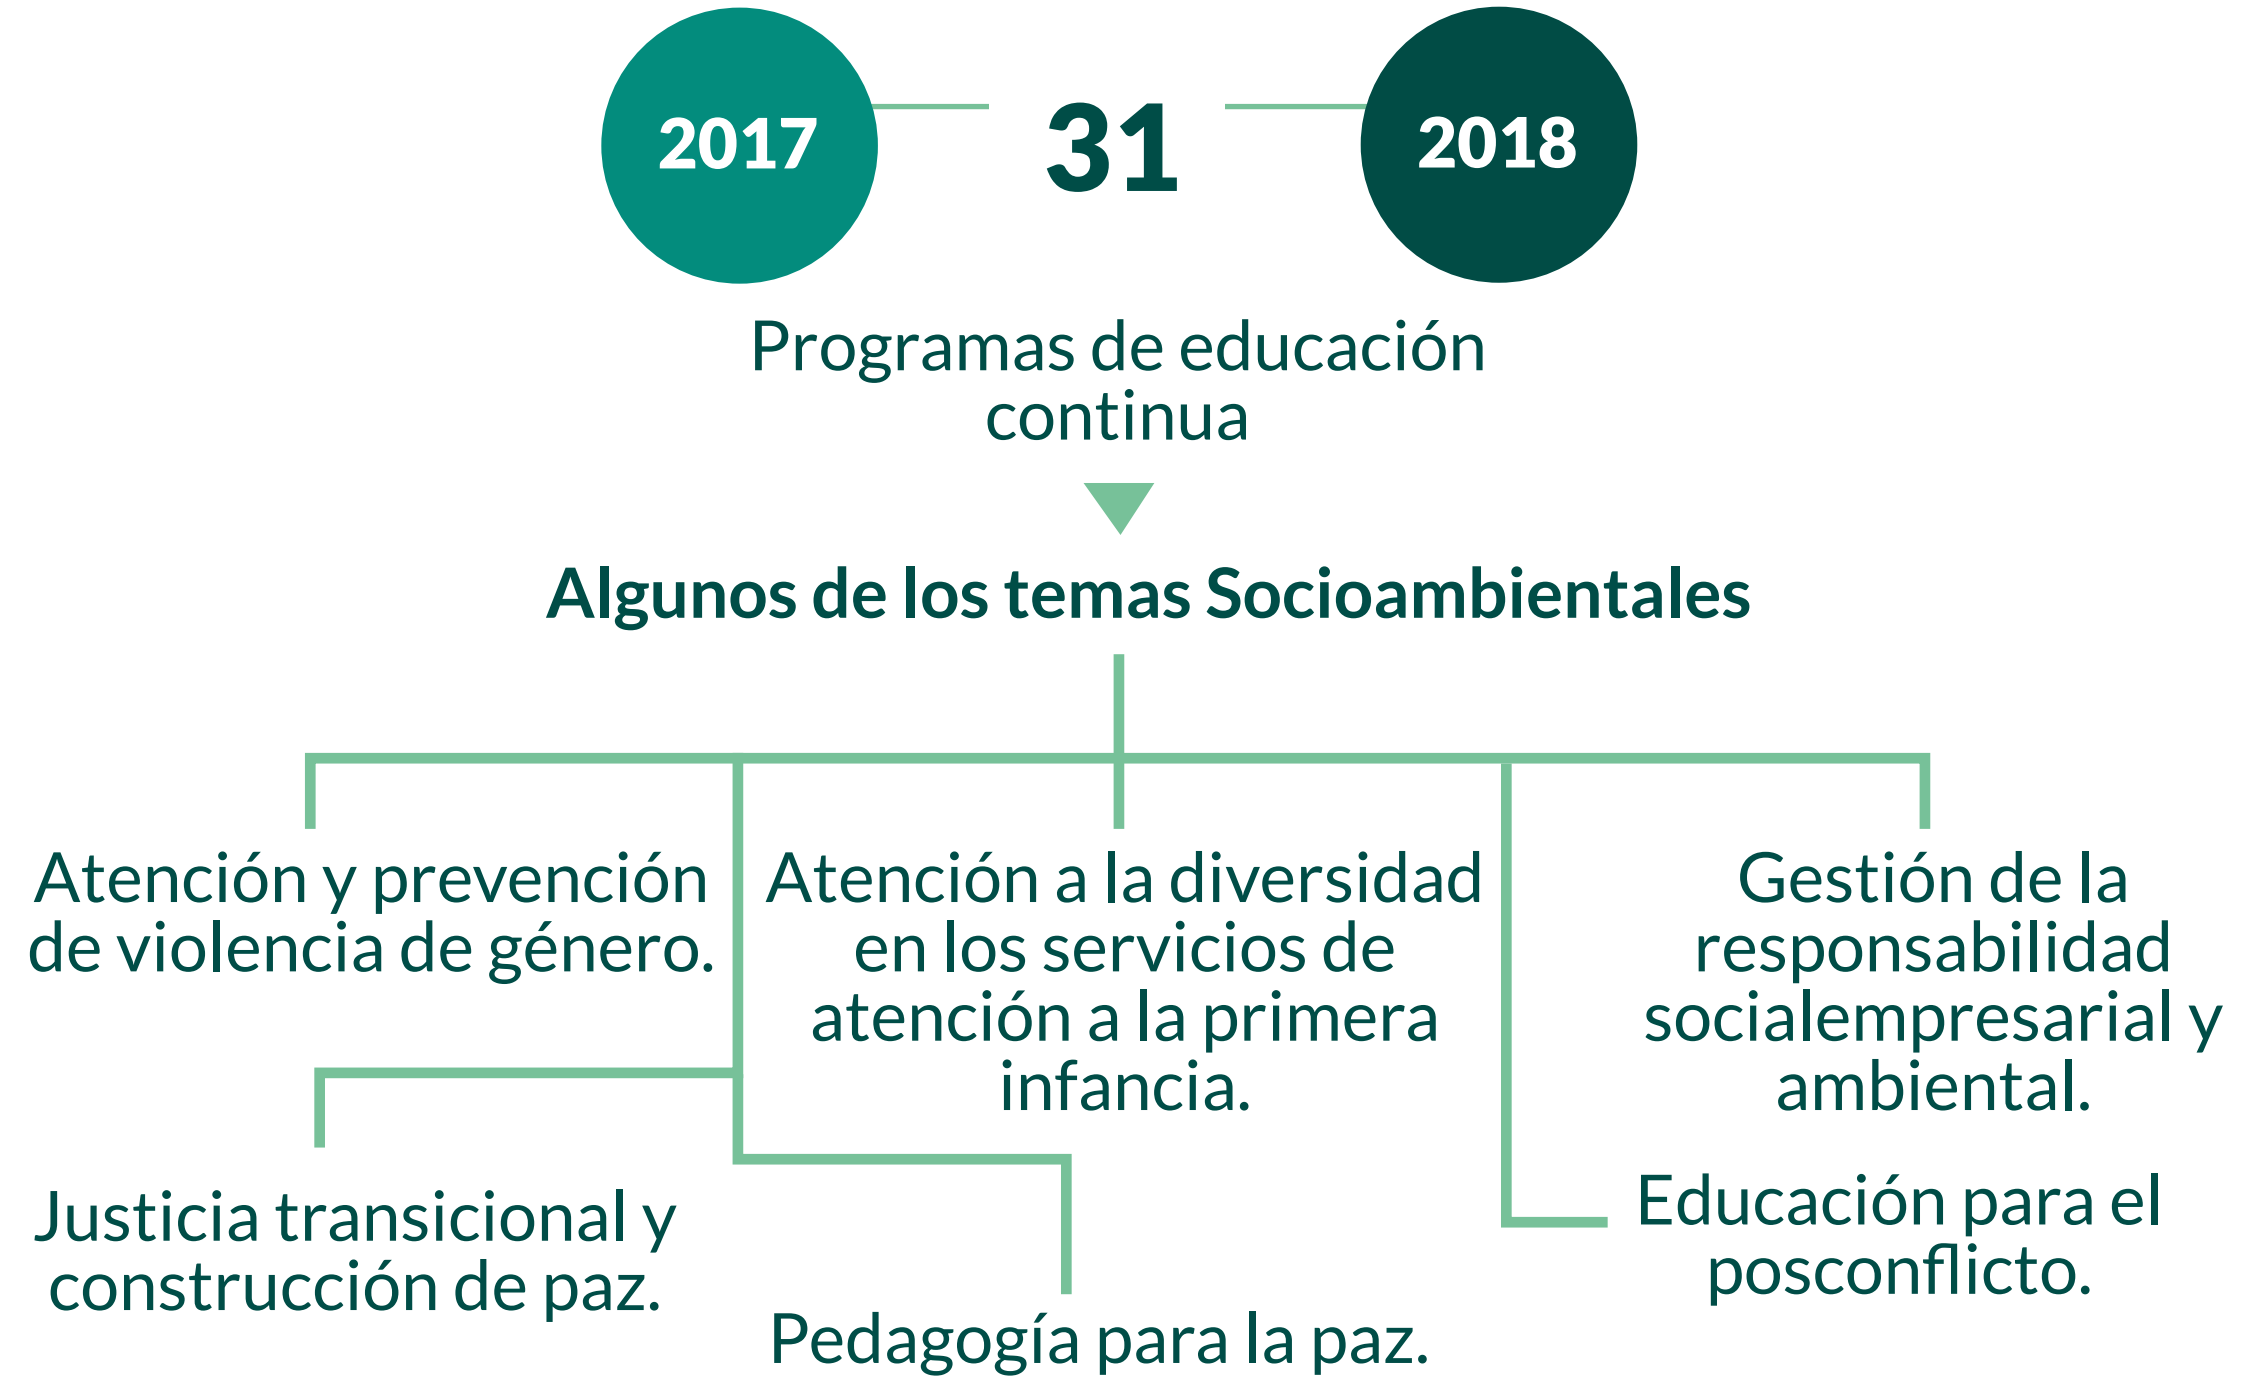 2017
31
2018
Programas de educación
continua
Algunos de los temas Socioambientales
Atención y prevención
de violencia de género.
Atención a la diversidad
en los servicios de
atención a la primera
infancia.
Gestión de la
responsabilidad
socialempresarial y
ambiental.
Justicia transicional y
construcción de paz.
Pedagogía para la paz.
Educación para el
posconflicto.